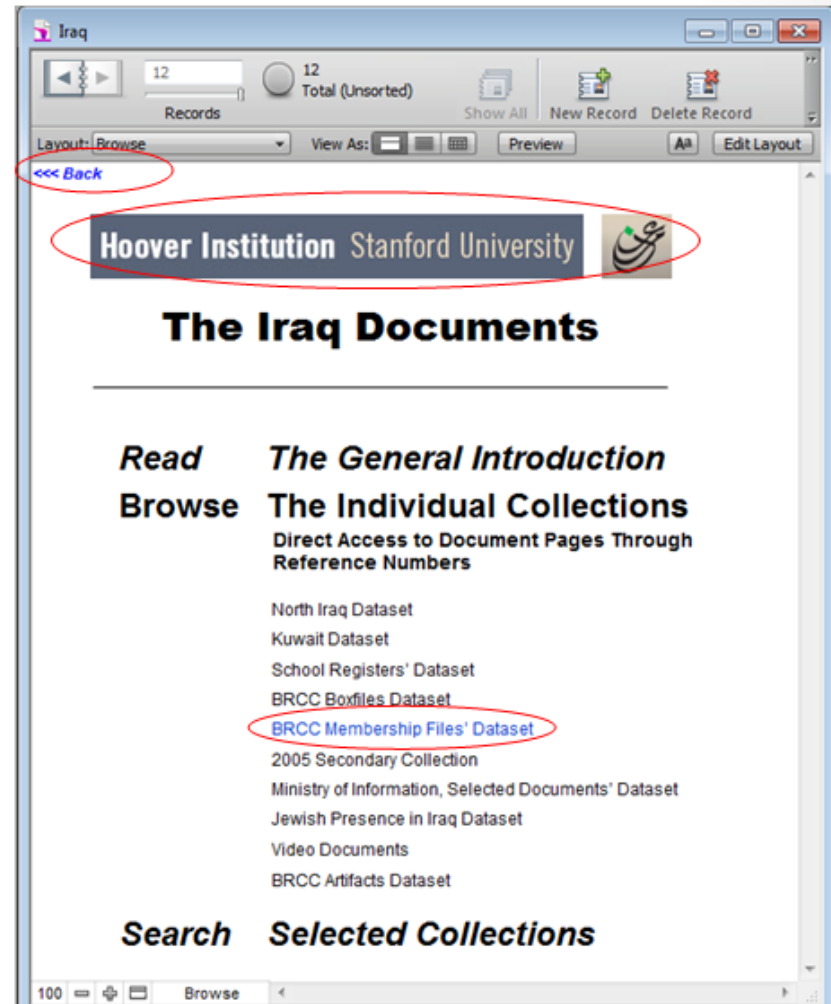 Iraq
12
12
Total (Unsorted)
Records
Show All
New Record
Delete Record
Layout: Browse
View As:
Preview
Aa
Edit Layout
<<< Back
Hoover Institution Stanford University
The Iraq Documents
Read The General Introduction
Browse The Individual Collections
Direct Access to Document Pages Through
Reference Numbers
North Iraq Dataset
Kuwait Dataset
School Registers' Dataset
BRCC Boxfiles Dataset
BRCC Membership Files' Dataset
2005 Secondary Collection
Ministry of Information, Selected Documents' Dataset
Jewish Presence in Iraq Dataset
Video Documents
BRCC Artifacts Dataset
Search Selected Collections
100
Browse